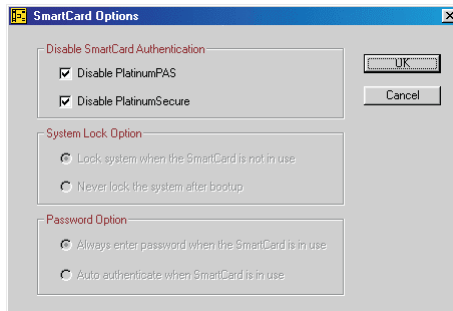 SmartCard Options
Disable SmartCard Authentication
Disable PlatinumPAS
Disable PlatinumSecure
OK
Cancel
System Lock Option
Lock system when the SmartCard is not in use
Never lock the system after bootup
Password Option
Always enter password when the SmartCard is in use
Auto authenticate when SmartCard is in use